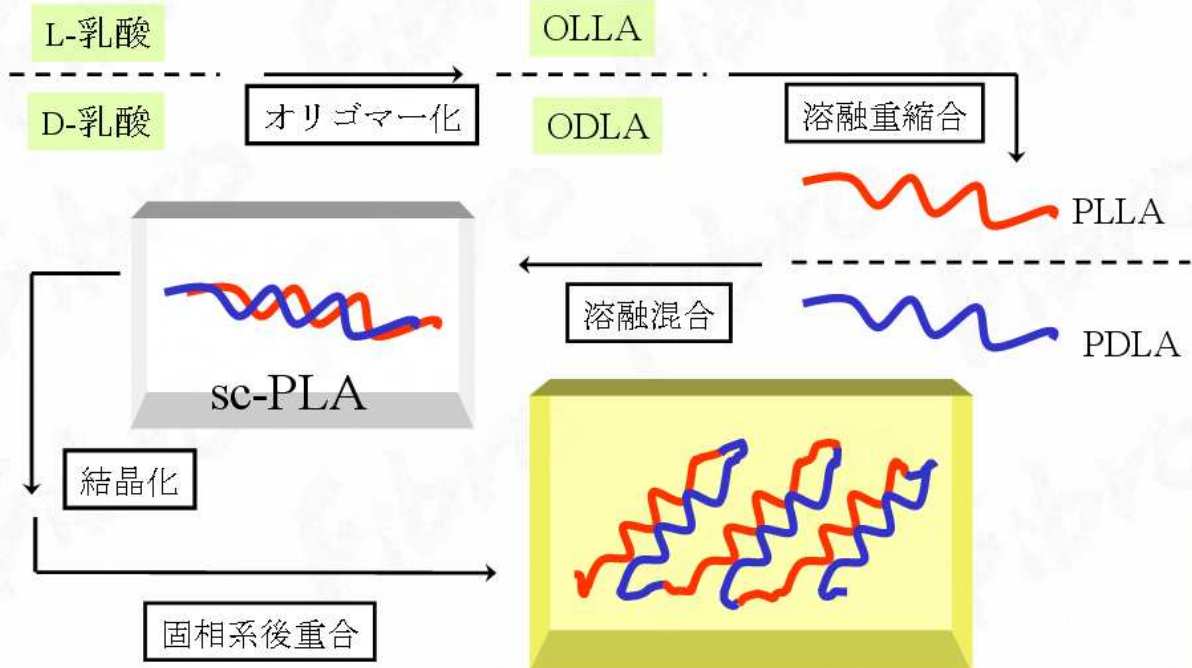 L-乳酸
D-乳酸
オリゴマー化
OLLA
ODLA
溶融重縮合
PLLA
PDLA
溶融混合
sc-PLA
結晶化
固相系後重合